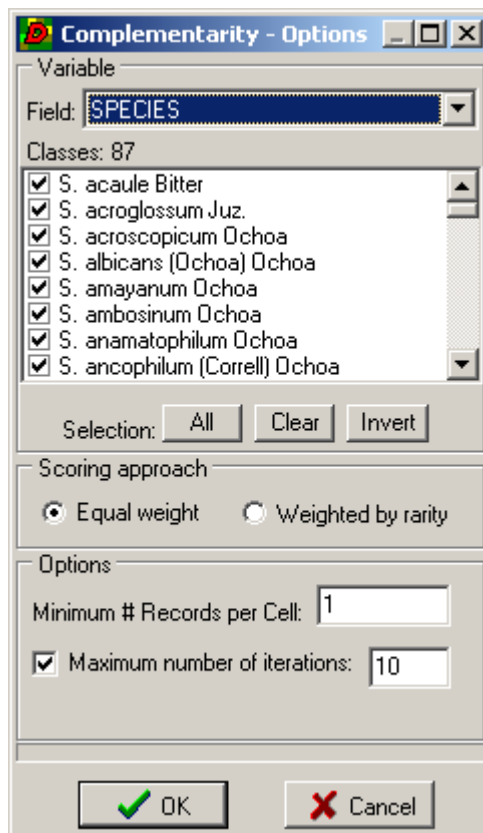 Complementarity - Options
Variable
Field: SPECIES
Classes: 87
S. acaule Bitter
S. acroglossum Juz.
S. acroscopicum Ochoa
S. albicans (Ochoa) Ochoa
S. amayanum Ochoa
S. ambosinum Ochoa
S. anamatophilum Ochoa
S. ancophilum (Correll) Ochoa
Selection: All Clear Invert
Scoring approach
Equal weight Weighted by rarity
Options
Minimum # Records per Cell: 1
Maximum number of iterations: 10
OK Cancel